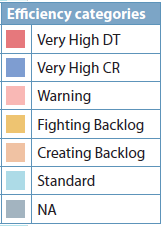 Efficiency categories
Very High DT
Very High CR
Warning
Fighting Backlog
Creating Backlog
Standard
NA